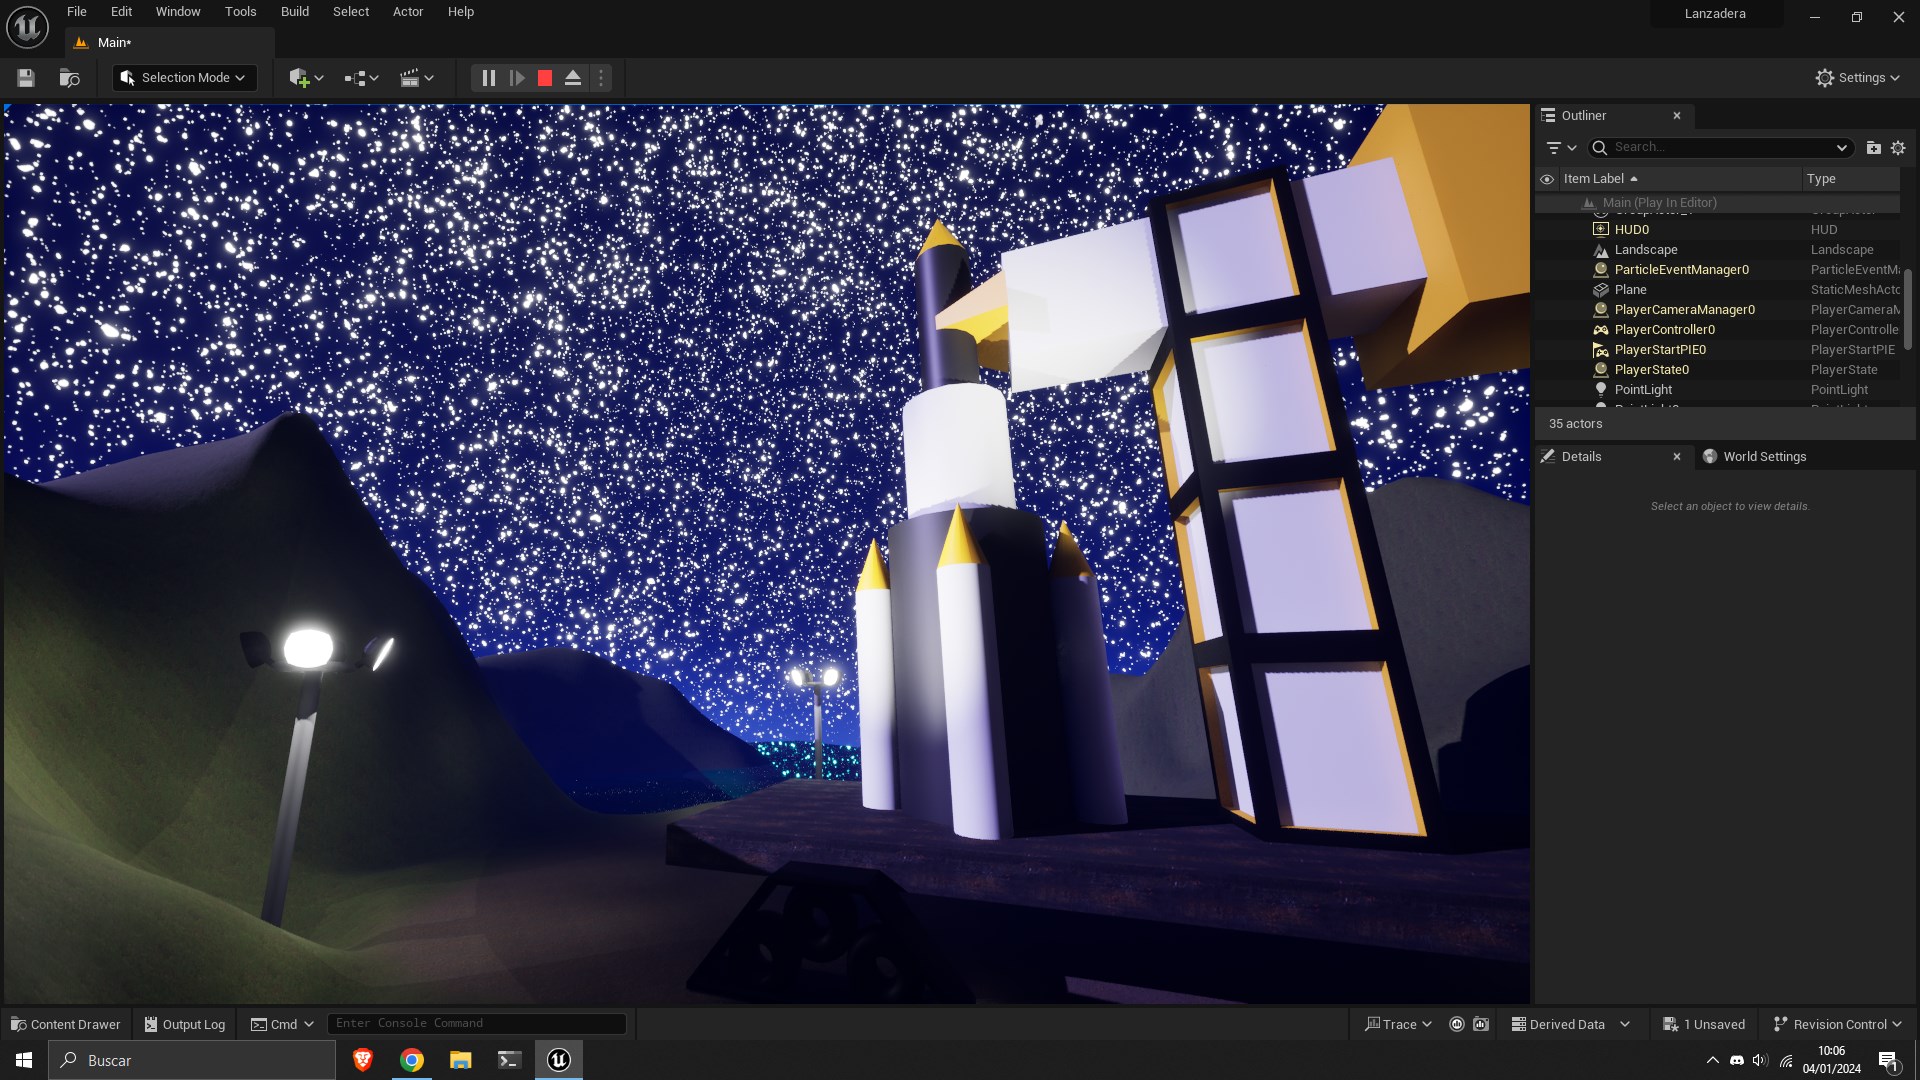 File Edit Window Tools Build Select Actor Help
Lanzadera
Main*
Selection Mode
Settings
Outliner
Search...
Item Label Type
Main (Play In Editor)
HUD0 HUD
Landscape Landscape
ParticleEventManager0 ParticleEventMa
Plane StaticMeshActo
PlayerCameraManager0 PlayerCameraM
PlayerController0 PlayerControlle
PlayerStartPIE0 PlayerStartPIE
PlayerState0 PlayerState
PointLight PointLight
35 actors
Details World Settings
Select an object to view details.
Content Drawer Output Log Cmd Enter Console Command Trace Derived Data 1 Unsaved Revision Control
Buscar
10:06
04/01/2024
1